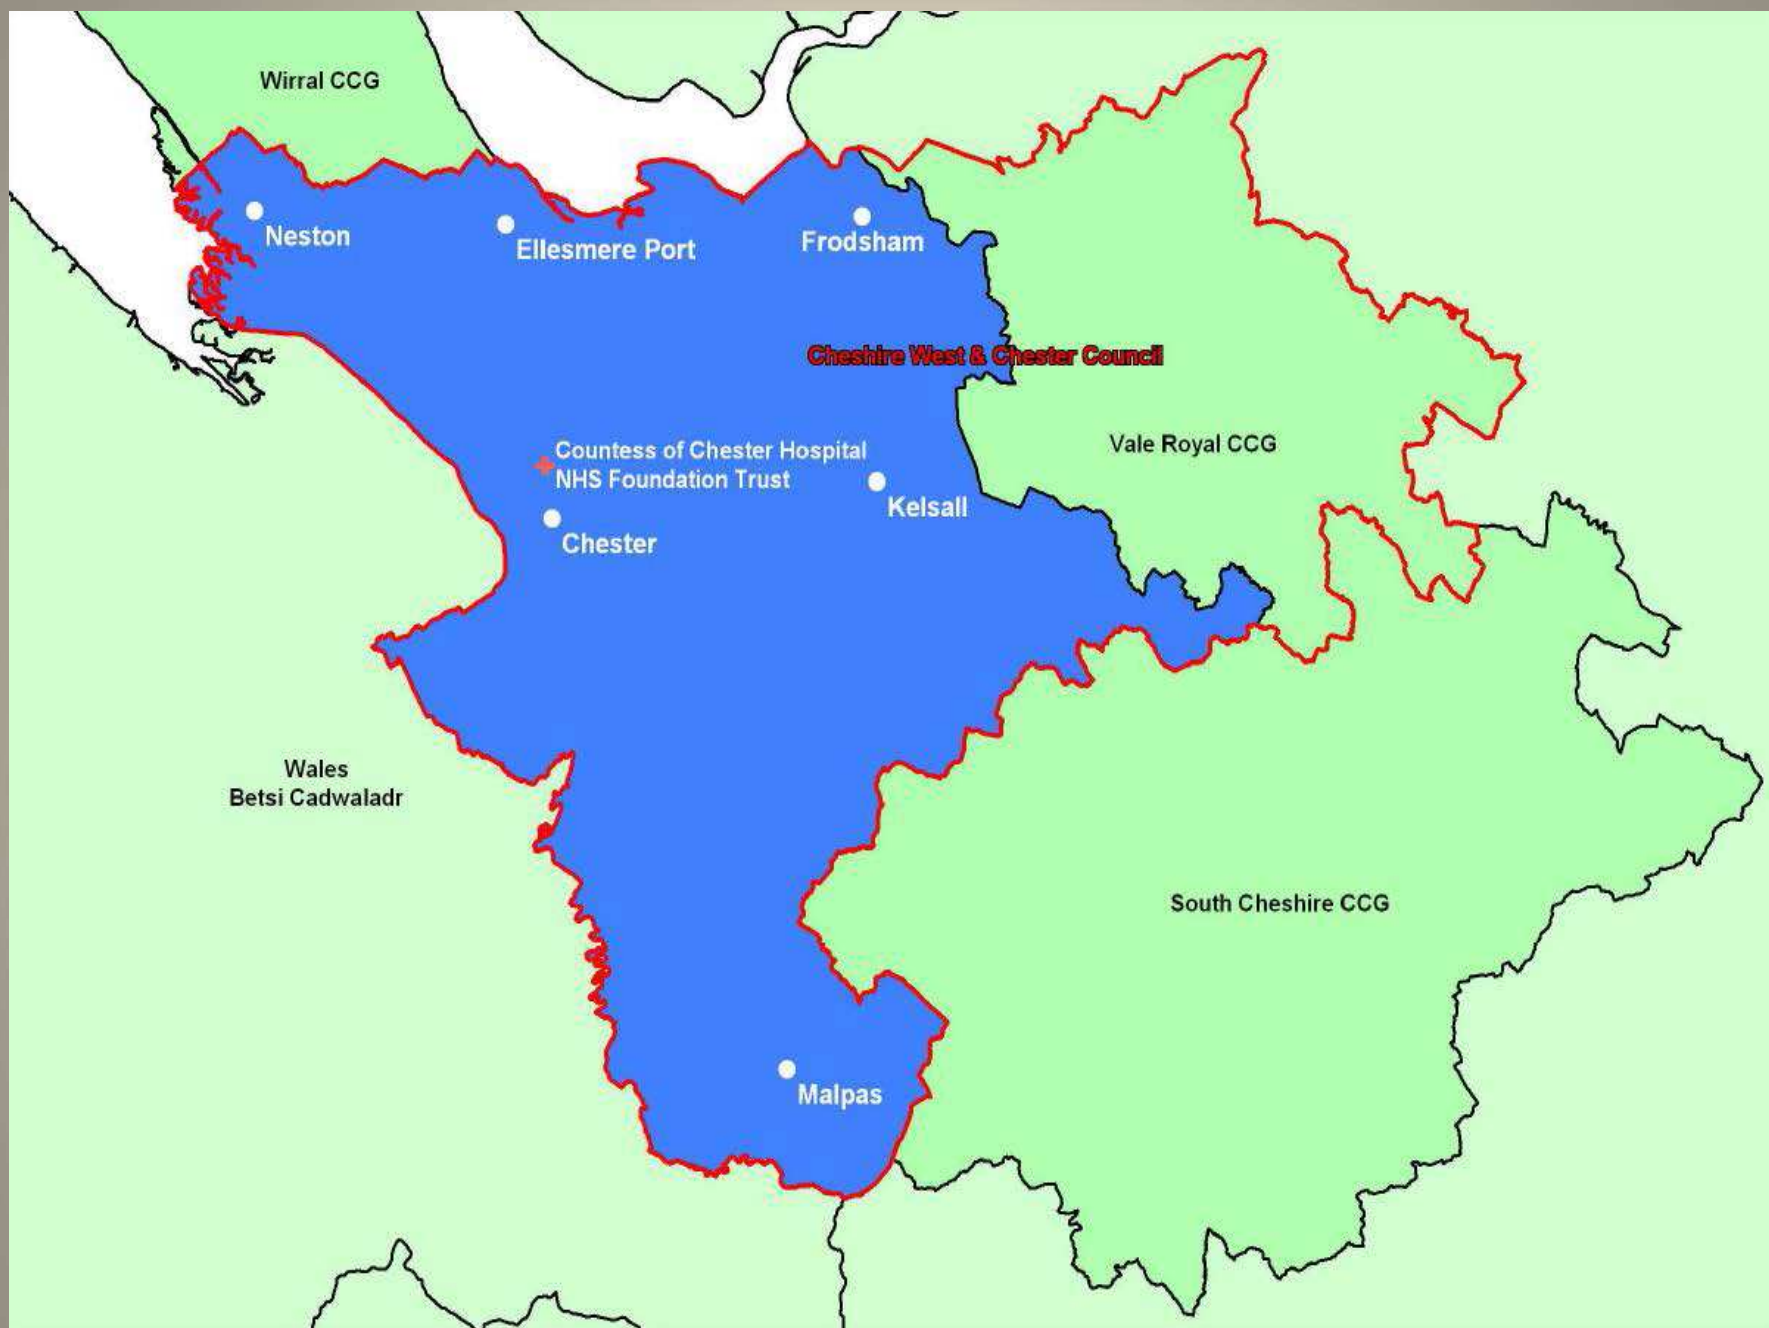 Wirral CCG
Neston
Ellesmere Port
Frodsham
Cheshire West & Chester Council
Vale Royal CCG
Countess of Chester Hospital
NHS Foundation Trust
Kelsall
Chester
Wales
Betsi Cadwaladr
South Cheshire CCG
Malpas